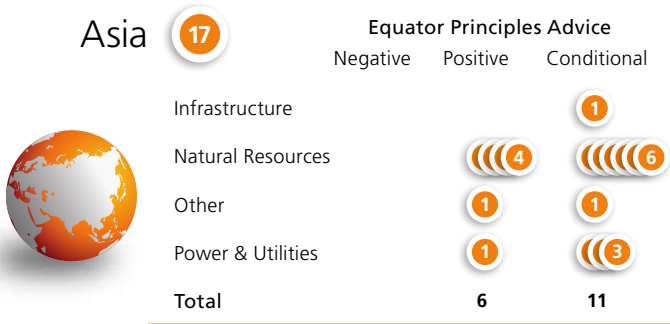 Asia 17 Equator Principles Advice
Negative Positive Conditional
Infrastructure 1
Natural Resources 4 6
Other 1 1
Power & Utilities 1 3
Total 6 11